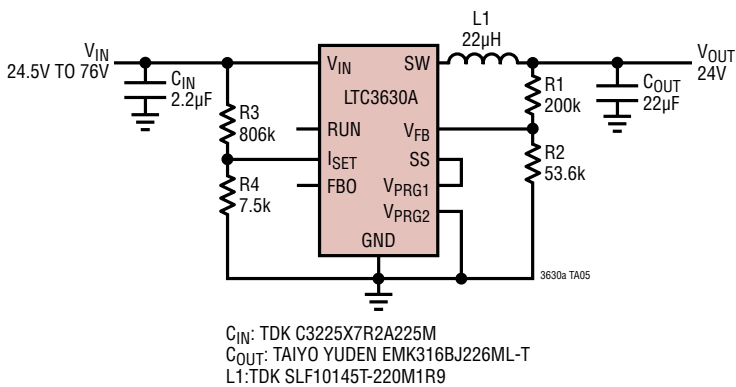 L1
22µH
VIN
24.5V TO 76V
CIN
2.2µF
R3
806k
R4
7.5k
VIN
SW
LTC3630A
RUN
VFB
ISET
SS
FBO
VPRG1
VPRG2
GND
R1
200k
R2
53.6k
COUT
22µF
VOUT
24V
3630a TA05
CIN: TDK C3225X7R2A225M
COUT: TAIYO YUDEN EMK316BJ226ML-T
L1:TDK SLF10145T-220M1R9